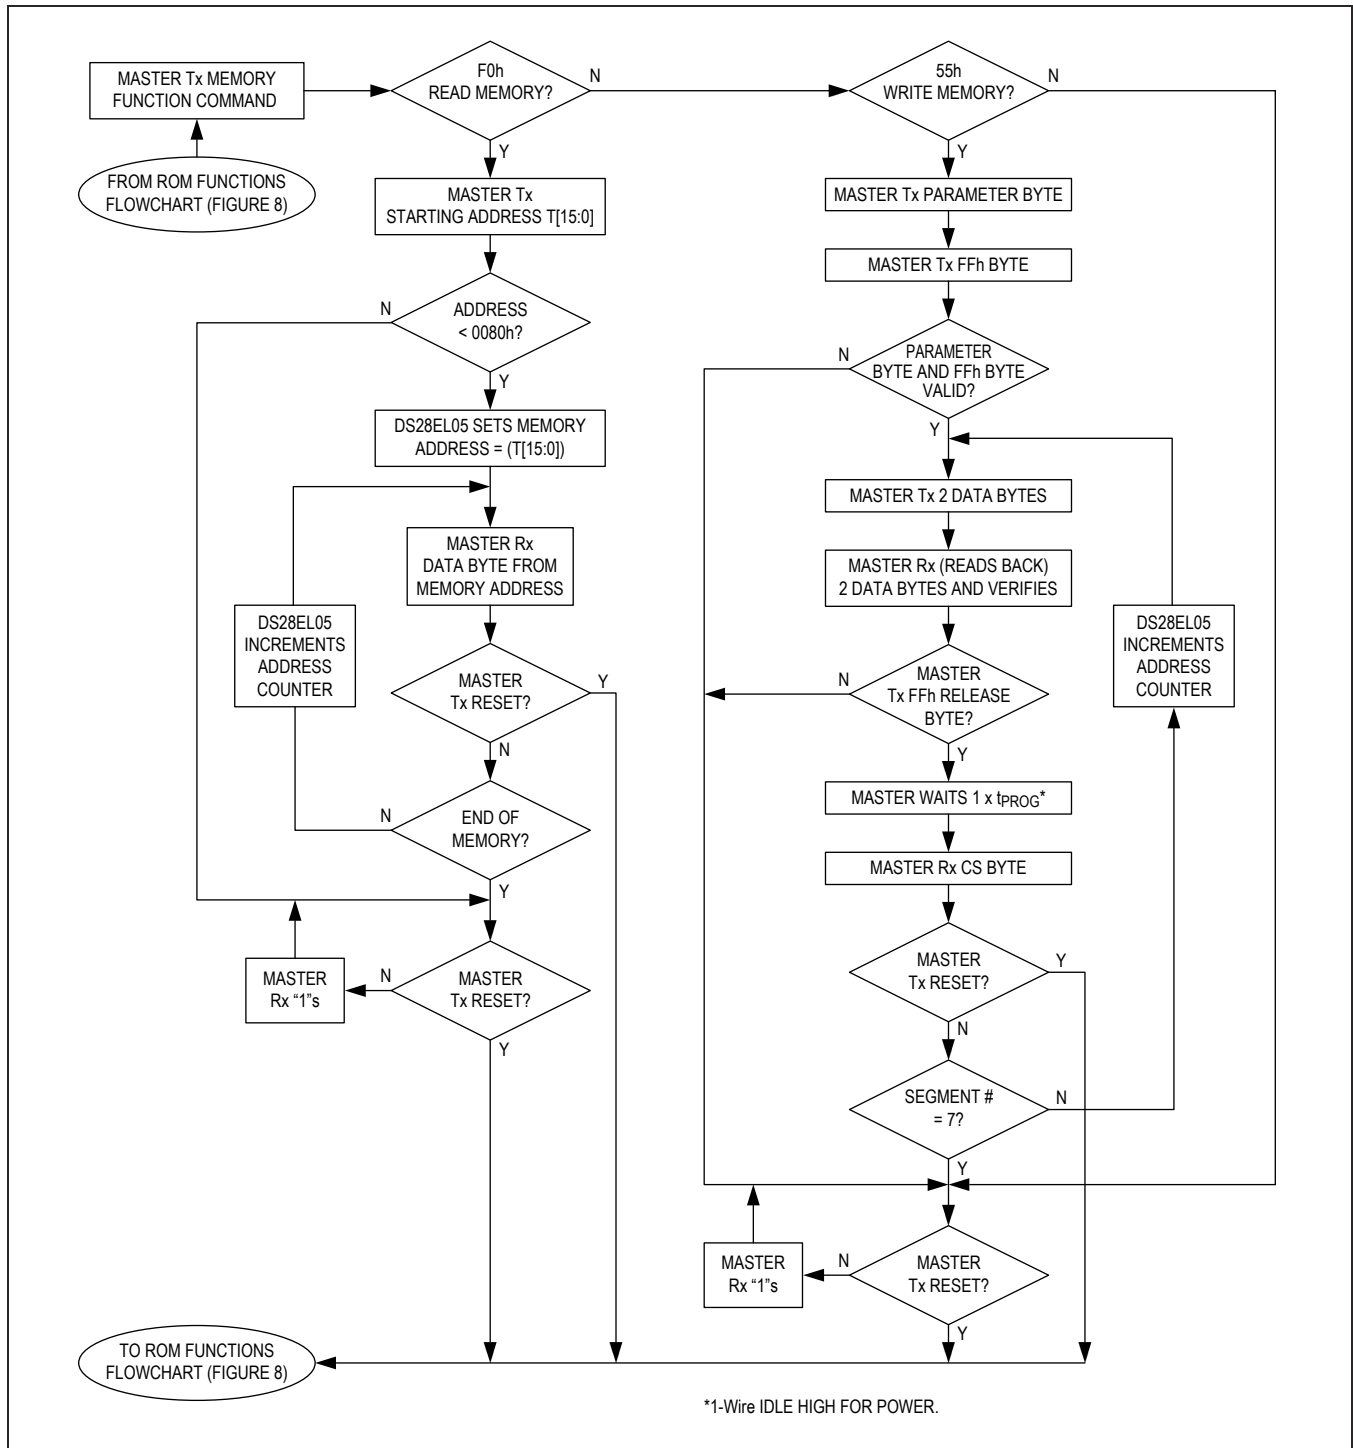 MASTER Tx MEMORY
FUNCTION COMMAND
FROM ROM FUNCTIONS
FLOWCHART (FIGURE 8)
F0h
READ MEMORY?
N
Y
MASTER Tx
STARTING ADDRESS T[15:0]
ADDRESS
< 0080h?
N
Y
DS28EL05 SETS MEMORY
ADDRESS = (T[15:0])
MASTER Rx
DATA BYTE FROM
MEMORY ADDRESS
DS28EL05
INCREMENTS
ADDRESS
COUNTER
MASTER
Tx RESET?
Y
N
END OF
MEMORY?
N
Y
MASTER
Rx “1”s
N
MASTER
Tx RESET?
Y
55h
WRITE MEMORY?
N
Y
MASTER Tx PARAMETER BYTE
MASTER Tx FFh BYTE
N
PARAMETER
BYTE AND FFh BYTE
VALID?
Y
MASTER Tx 2 DATA BYTES
MASTER Rx (READS BACK)
2 DATA BYTES AND VERIFIES
DS28EL05
INCREMENTS
ADDRESS
COUNTER
N
MASTER
Tx FFh RELEASE
BYTE?
Y
MASTER WAITS 1 x tPROG*
MASTER Rx CS BYTE
MASTER
Tx RESET?
Y
N
SEGMENT #
= 7?
N
Y
MASTER
Rx “1”s
N
MASTER
Tx RESET?
Y
TO ROM FUNCTIONS
FLOWCHART (FIGURE 8)
*1-Wire IDLE HIGH FOR POWER.